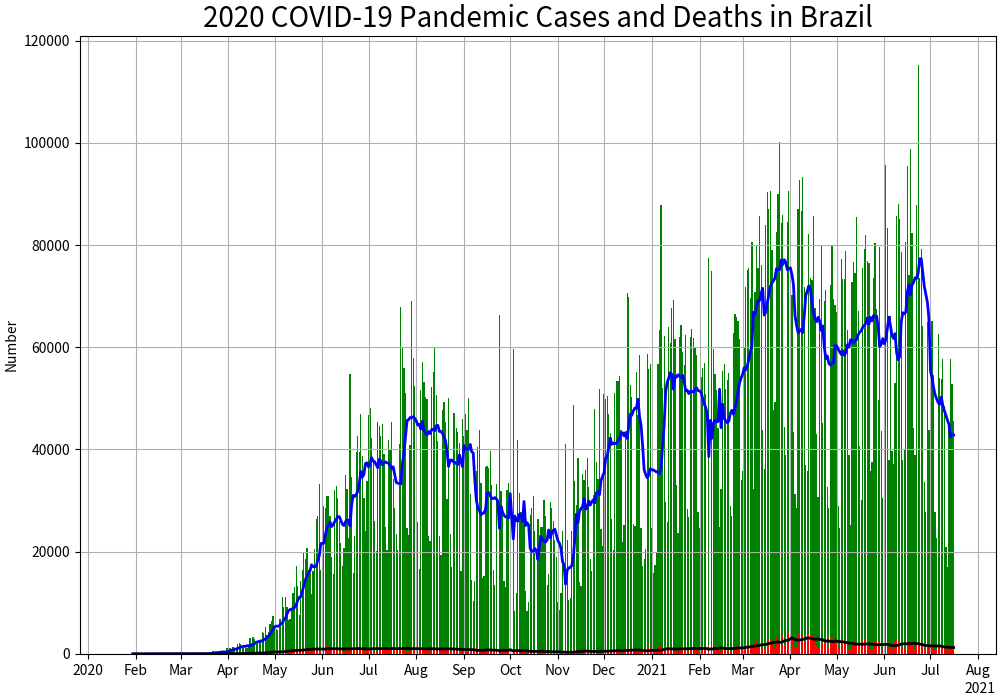 2020 COVID-19 Pandemic Cases and Deaths in Brazil
Number
120000
100000
80000
60000
40000
20000
0
2020 Feb Mar Apr May Jun Jul Aug Sep Oct Nov Dec 2021 Feb Mar Apr May Jun Jul Aug
2021